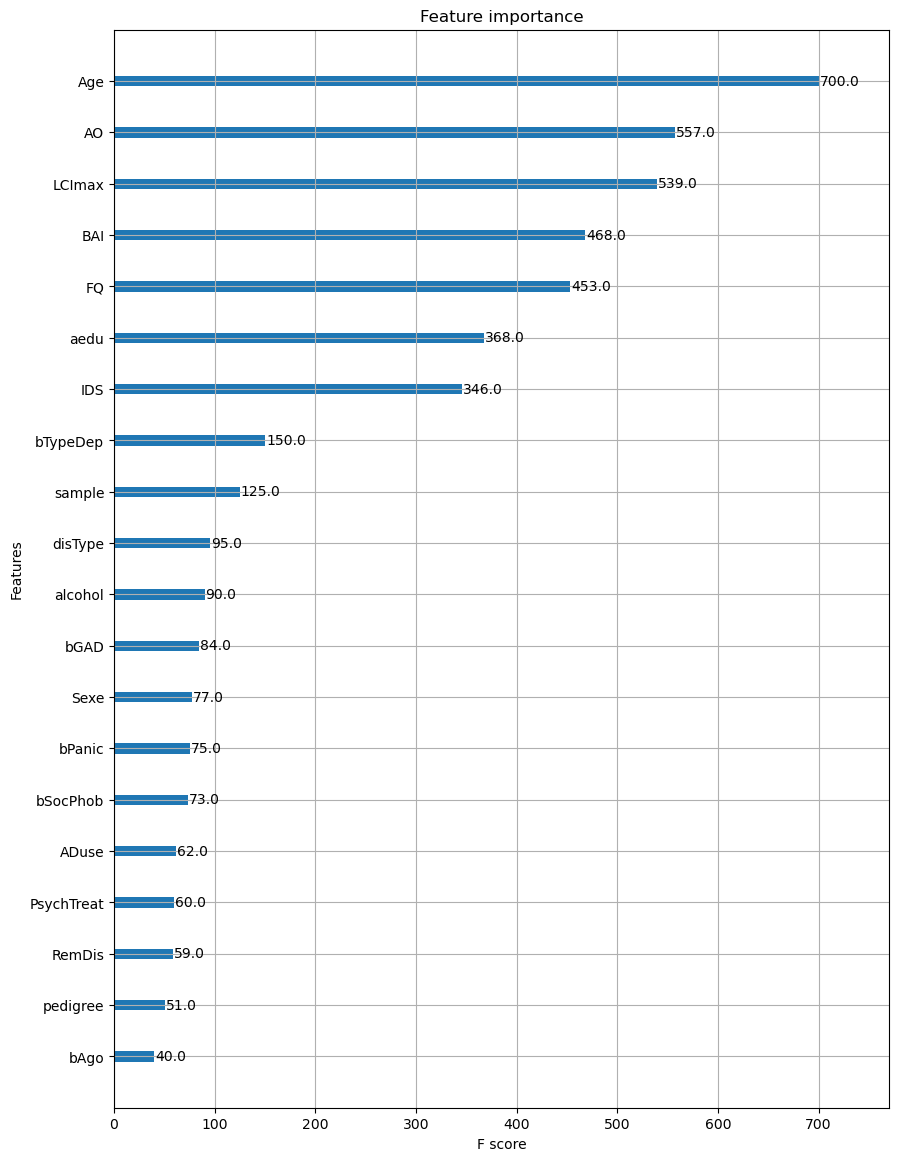 Feature importance
Age 700.0
AO 557.0
LCImax 539.0
BAI 468.0
FQ 453.0
aedu 368.0
IDS 346.0
bTypeDep 150.0
sample 125.0
disType 95.0
alcohol 90.0
bGAD 84.0
Sexe 77.0
bPanic 75.0
bSocPhob 73.0
ADuse 62.0
PsychTreat 60.0
RemDis 59.0
pedigree 51.0
bAgo 40.0
Features
0 100 200 300 400 500 600 700
F score